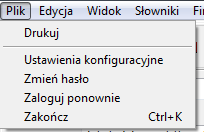 Plik Edycja Widok Słowniki
Drukuj
Ustawienia konfiguracyjne
Zmień hasło
Zaloguj ponownie
Zakończ Ctrl+K